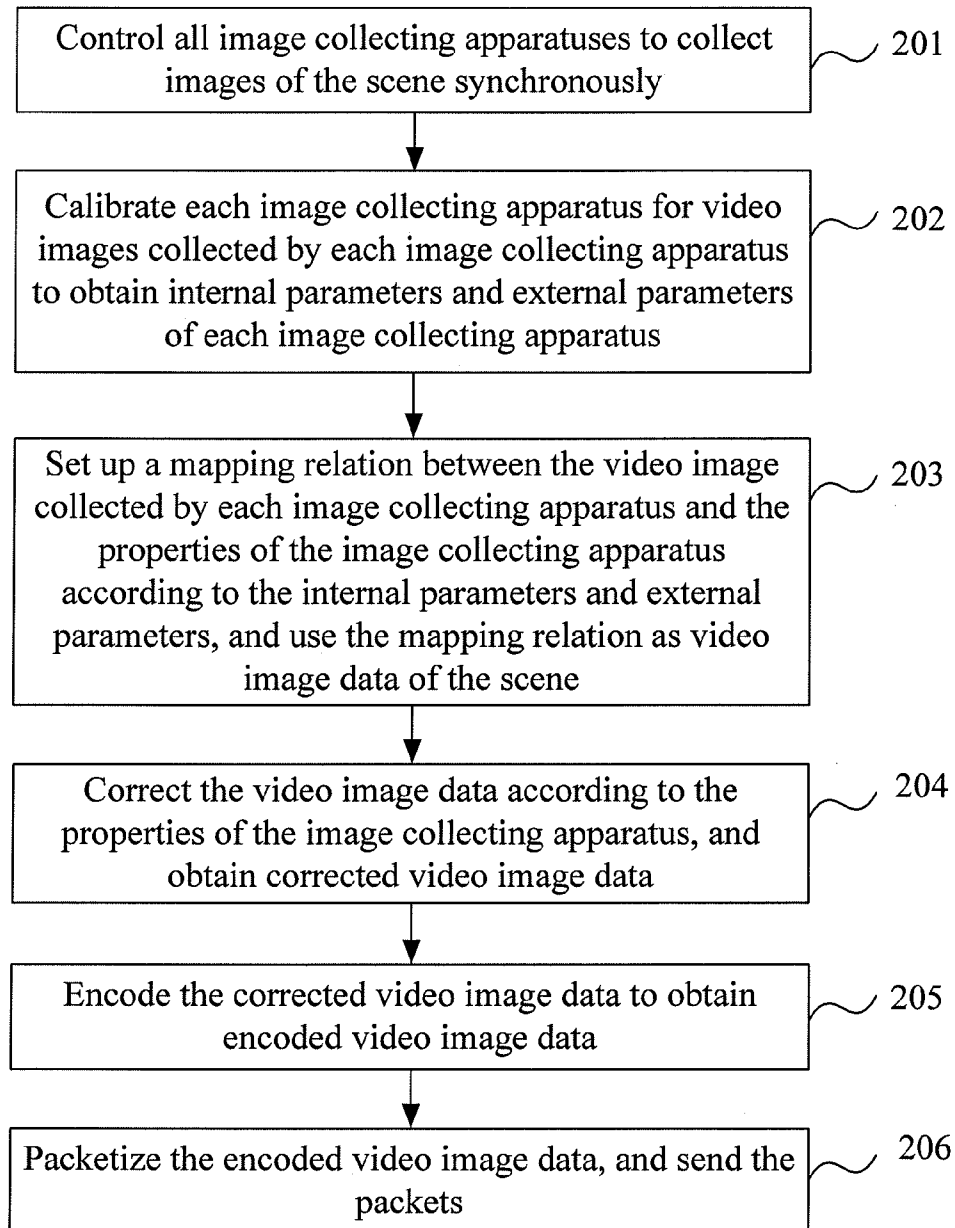 Control all image collecting apparatuses to collect
images of the scene synchronously
201
Calibrate each image collecting apparatus for video
images collected by each image collecting apparatus
to obtain internal parameters and external parameters
of each image collecting apparatus
202
Set up a mapping relation between the video image
collected by each image collecting apparatus and the
properties of the image collecting apparatus
according to the internal parameters and external
parameters, and use the mapping relation as video
image data of the scene
203
Correct the video image data according to the
properties of the image collecting apparatus, and
obtain corrected video image data
204
Encode the corrected video image data to obtain
encoded video image data
205
Packetize the encoded video image data, and send the
packets
206